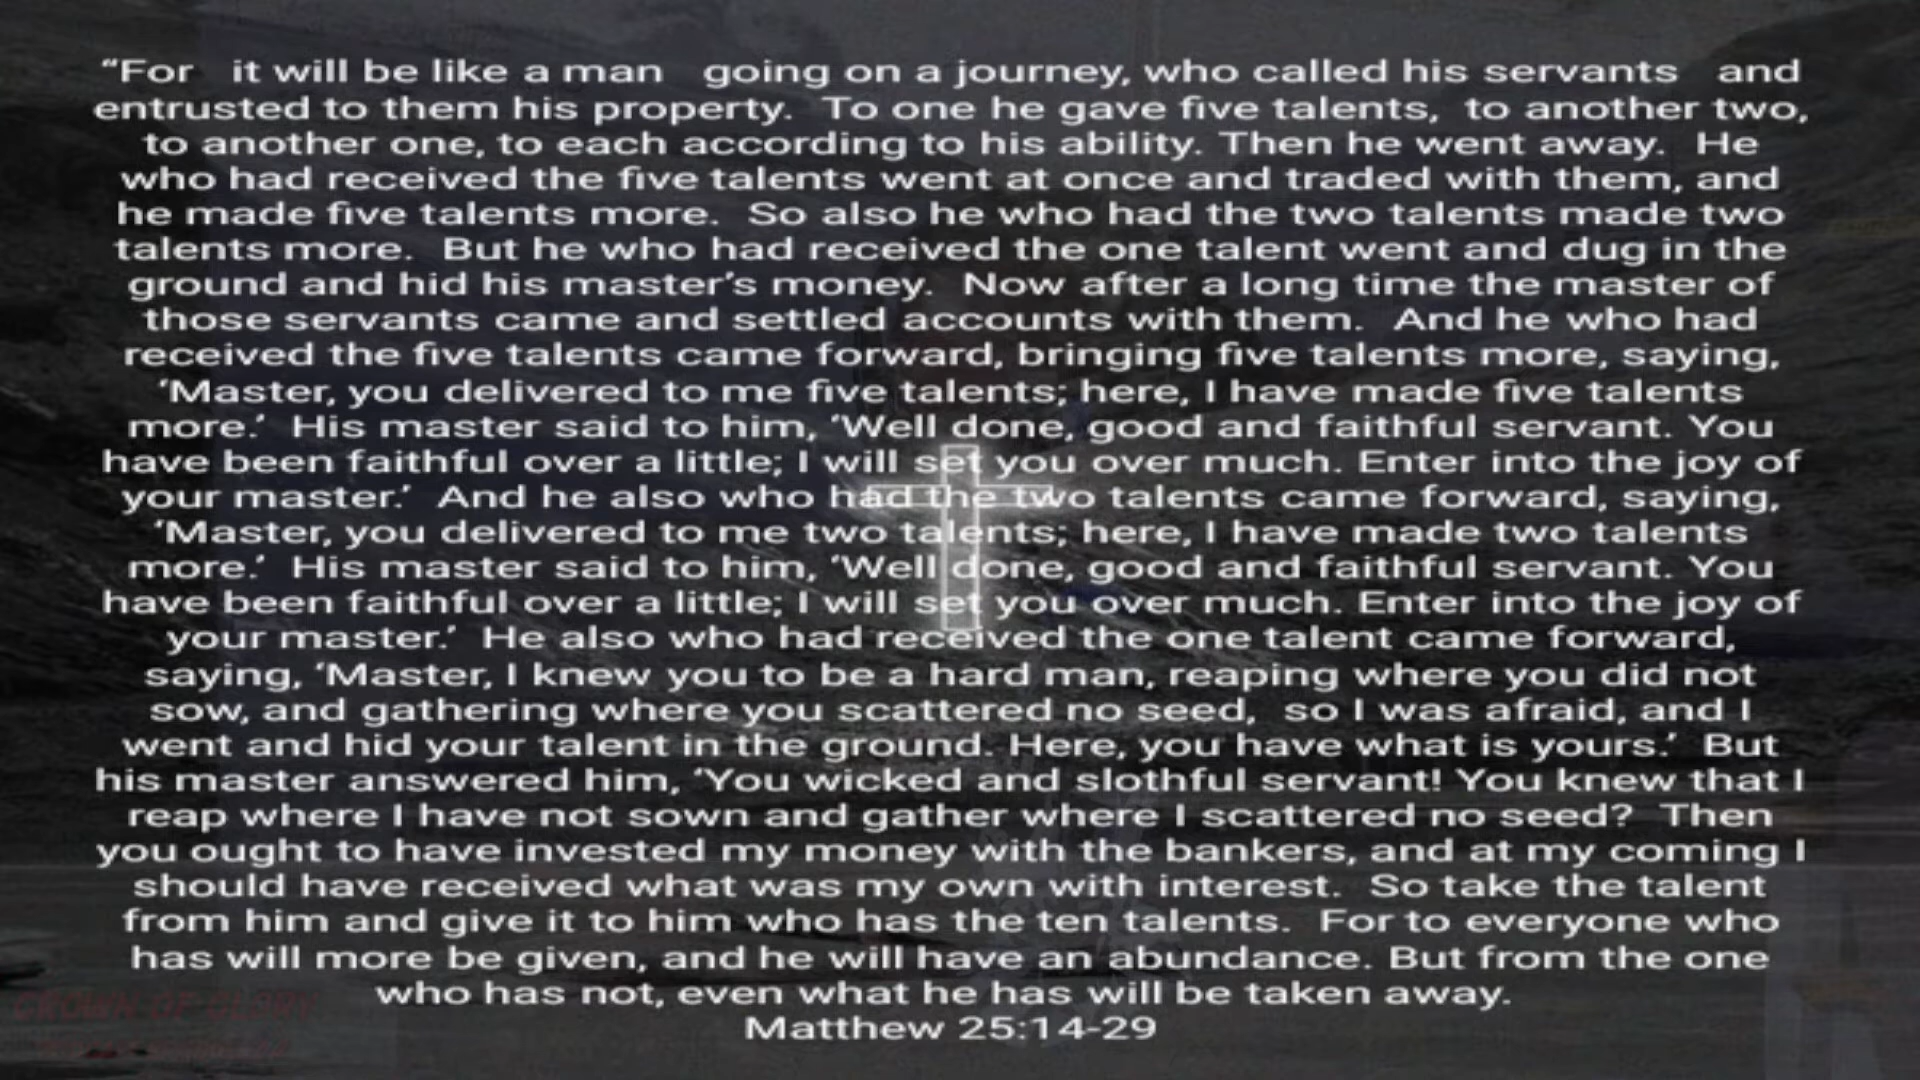 “For it will be like a man going on a journey, who called his servants and
entrusted to them his property. To one he gave five talents, to another two,
to another one, to each according to his ability. Then he went away. He
who had received the five talents went at once and traded with them, and
he made five talents more. So also he who had the two talents made two
talents more. But he who had received the one talent went and dug in the
ground and hid his master’s money. Now after a long time the master of
those servants came and settled accounts with them. And he who had
received the five talents came forward, bringing five talents more, saying,
‘Master, you delivered to me five talents; here, I have made five talents
more.’ His master said to him, ‘Well done, good and faithful servant. You
have been faithful over a little; I will set you over much. Enter into the joy of
your master.’ And he also who had the two talents came forward, saying,
‘Master, you delivered to me two talents; here, I have made two talents
more.’ His master said to him, ‘Well done, good and faithful servant. You
have been faithful over a little; I will set you over much. Enter into the joy of
your master.’ He also who had received the one talent came forward,
saying, ‘Master, I knew you to be a hard man, reaping where you did not
sow, and gathering where you scattered no seed, so I was afraid, and I
went and hid your talent in the ground. Here, you have what is yours.’ But
his master answered him, ‘You wicked and slothful servant! You knew that I
reap where I have not sown and gather where I scattered no seed? Then
you ought to have invested my money with the bankers, and at my coming I
should have received what was my own with interest. So take the talent
from him and give it to him who has the ten talents. For to everyone who
has will more be given, and he will have an abundance. But from the one
who has not, even what he has will be taken away.
Matthew 25:14-29
CROWN OF GLORY